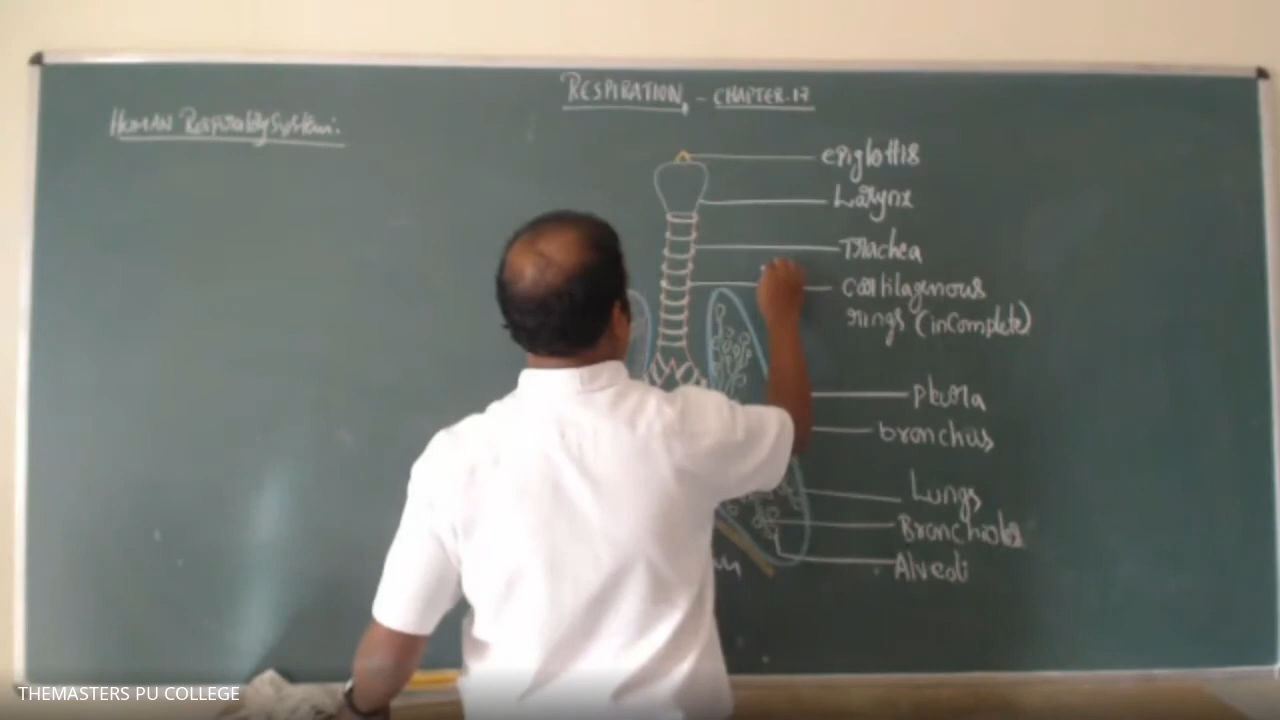 RESPIRATION, - CHAPTER.17
HUMAN Respiratory System:
epiglottis
Larynx
Trachea
cartilagenous
rings (incomplete)
pleura
bronchus
Lungs
Bronchioles
Alveoli
THEMASTERS PU COLLEGE